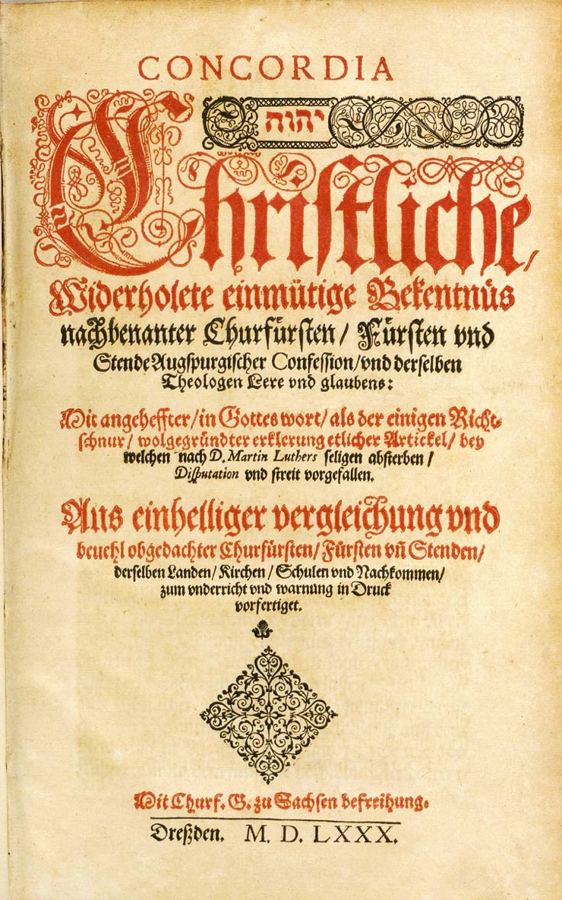 CONCORDIA
יהוה
Christliche/
Widerholete einmütige Bekentnüs
nachbenanter Churfürsten/ Fürsten vnd
Stende Augspurgischer Confession/vnd derselben
Theologen Lere vnd glaubens:
Mit angeheffter/in Gottes wort/ als der einigen Richt-
schnur/ wolgegründter erklerung etlicher Artickel/ bey
welchen nach D. Martin Luthers seligen absterben/
Disputation vnd streit vorgefallen.
Aus einhelliger vergleichung vnd
beuehl obgedachter Churfürsten/Fürsten vñ Stenden/
derselben Landen/ Kirchen/ Schulen vnd Nachkommen/
zum vnderricht vnd warnung in Druck
vorfertiget.
Mit Churf. G. zu Sachsen befreihung.
Dreßden. M. D. LXXX.